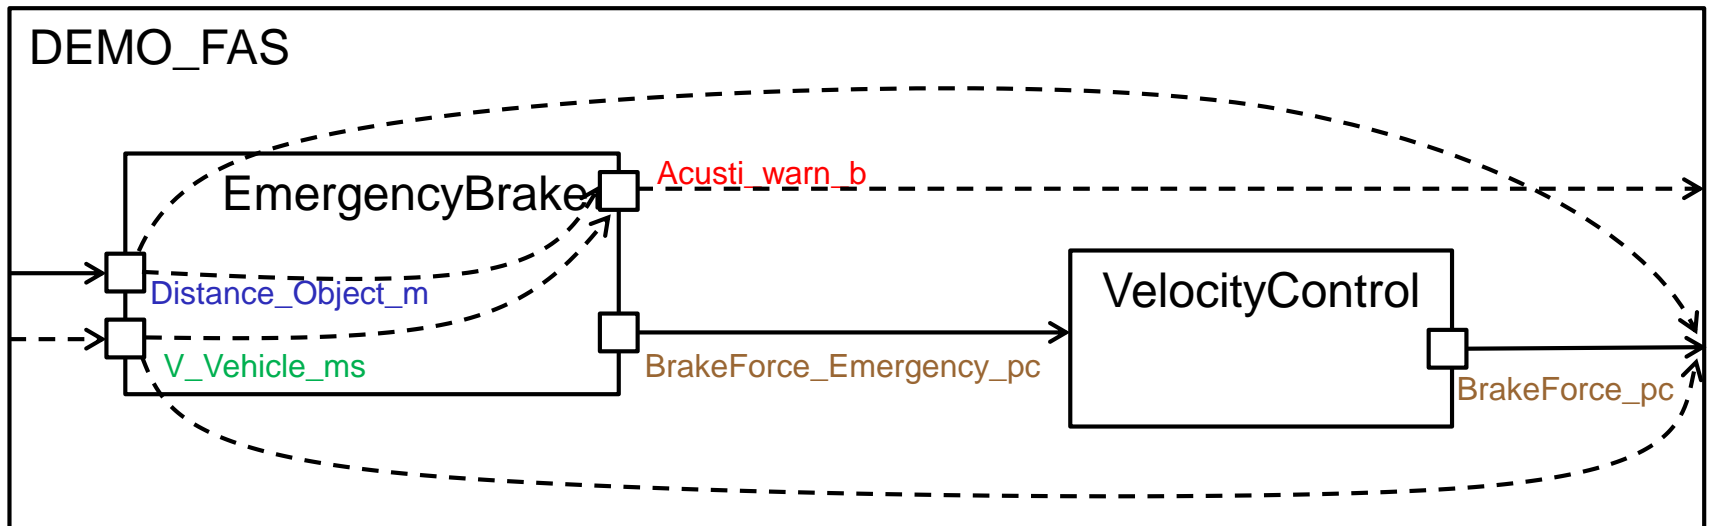 DEMO_FAS
Acusti_warn_b
EmergencyBrake
Distance_Object_m
VelocityControl
V_Vehicle_ms
BrakeForce_Emergency_pc
BrakeForce_pc